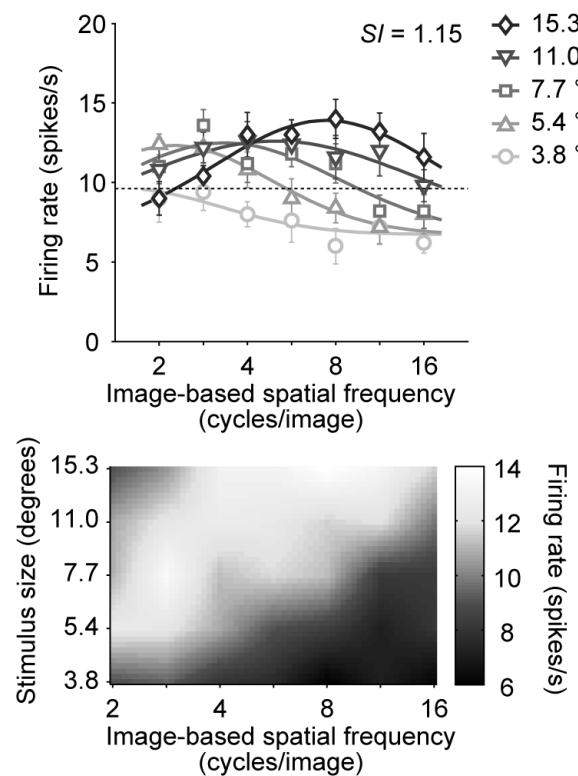 20
15
10
5
0
Firing rate (spikes/s)
SI = 1.15
15.3
11.0
7.7 °
5.4 °
3.8 °
2 4 8 16
Image-based spatial frequency
(cycles/image)
15.3
11.0
7.7
5.4
3.8
Stimulus size (degrees)
2 4 8 16
Image-based spatial frequency
(cycles/image)
14
12
10
8
6
Firing rate (spikes/s)